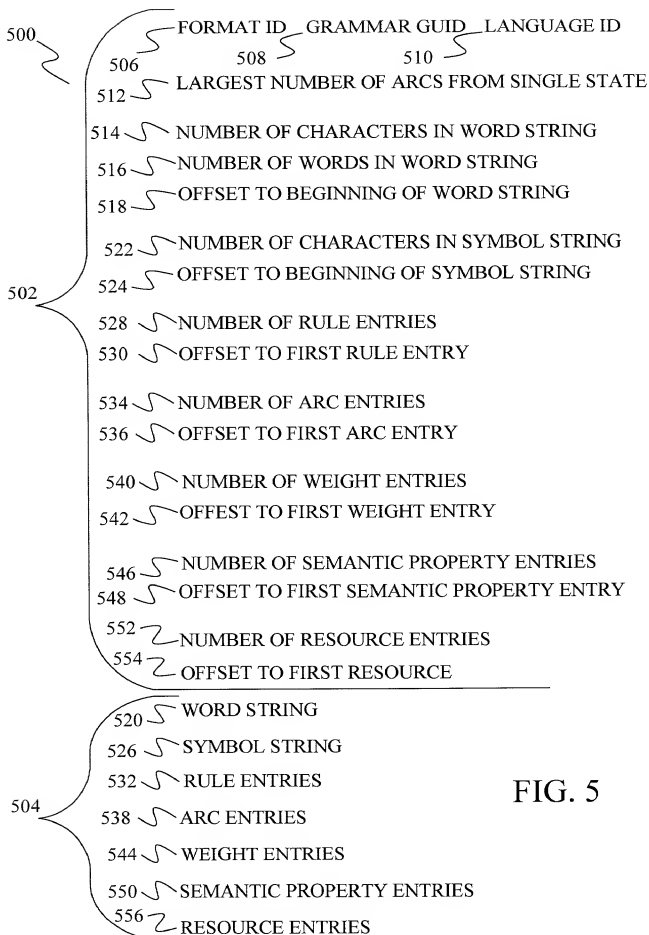 500
FORMAT ID GRAMMAR GUID LANGUAGE ID
506 508 510
512 LARGEST NUMBER OF ARCS FROM SINGLE STATE
514 NUMBER OF CHARACTERS IN WORD STRING
516 NUMBER OF WORDS IN WORD STRING
518 OFFSET TO BEGINNING OF WORD STRING
522 NUMBER OF CHARACTERS IN SYMBOL STRING
524 OFFSET TO BEGINNING OF SYMBOL STRING
502
528 NUMBER OF RULE ENTRIES
530 OFFSET TO FIRST RULE ENTRY
534 NUMBER OF ARC ENTRIES
536 OFFSET TO FIRST ARC ENTRY
540 NUMBER OF WEIGHT ENTRIES
542 OFFEST TO FIRST WEIGHT ENTRY
546 NUMBER OF SEMANTIC PROPERTY ENTRIES
548 OFFSET TO FIRST SEMANTIC PROPERTY ENTRY
552 NUMBER OF RESOURCE ENTRIES
554 OFFSET TO FIRST RESOURCE
520 WORD STRING
526 SYMBOL STRING
532 RULE ENTRIES
FIG. 5
504
538 ARC ENTRIES
544 WEIGHT ENTRIES
550 SEMANTIC PROPERTY ENTRIES
556 RESOURCE ENTRIES